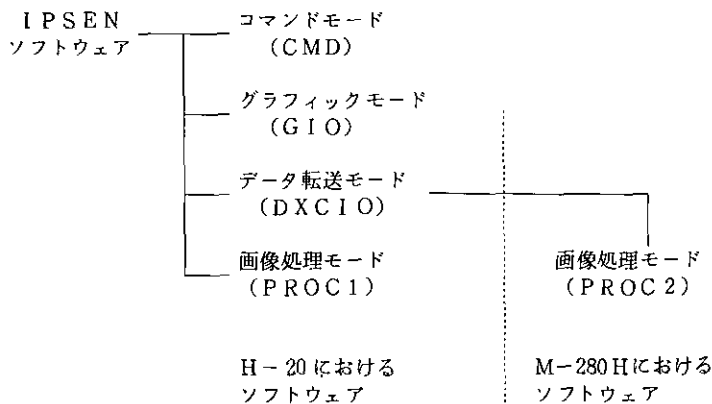 IPSEN
ソフトウェア
コマンドモード
(CMD)
グラフィックモード
(GIO)
データ転送モード
(DXCIO)
画像処理モード
(PROC1)
画像処理モード
(PROC2)
H-20における
ソフトウェア
M-280Hにおける
ソフトウェア